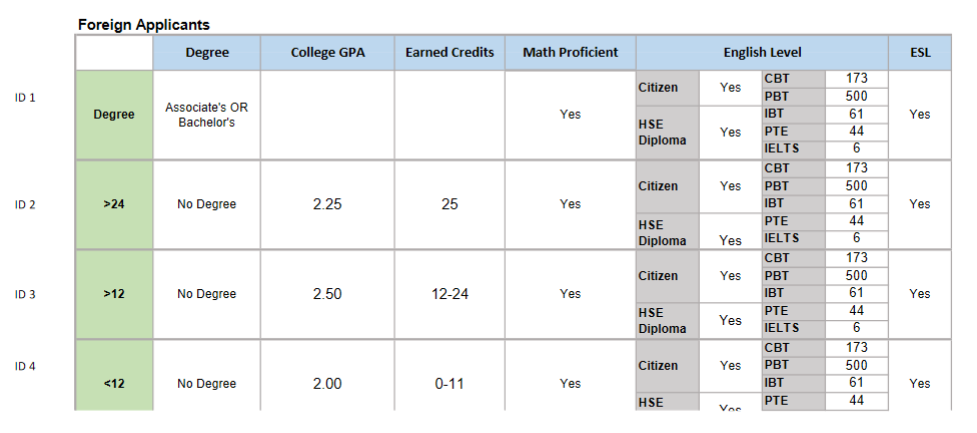 Foreign Applicants
Degree College GPA Earned Credits Math Proficient English Level ESL
ID 1
Degree
Associate's OR
Bachelor's
Yes
Citizen Yes
HSE
Diploma Yes
CBT 173
PBT 500
IBT 61
PTE 44
IELTS 6
Yes
ID 2
>24
No Degree
2.25
25
Yes
Citizen Yes
HSE
Diploma Yes
CBT 173
PBT 500
IBT 61
PTE 44
IELTS 6
Yes
ID 3
>12
No Degree
2.50
12-24
Yes
Citizen Yes
HSE
Diploma Yes
CBT 173
PBT 500
IBT 61
PTE 44
IELTS 6
Yes
ID 4
<12
No Degree
2.00
0-11
Yes
Citizen Yes
HSE Yes
CBT 173
PBT 500
IBT 61
PTE 44
Yes